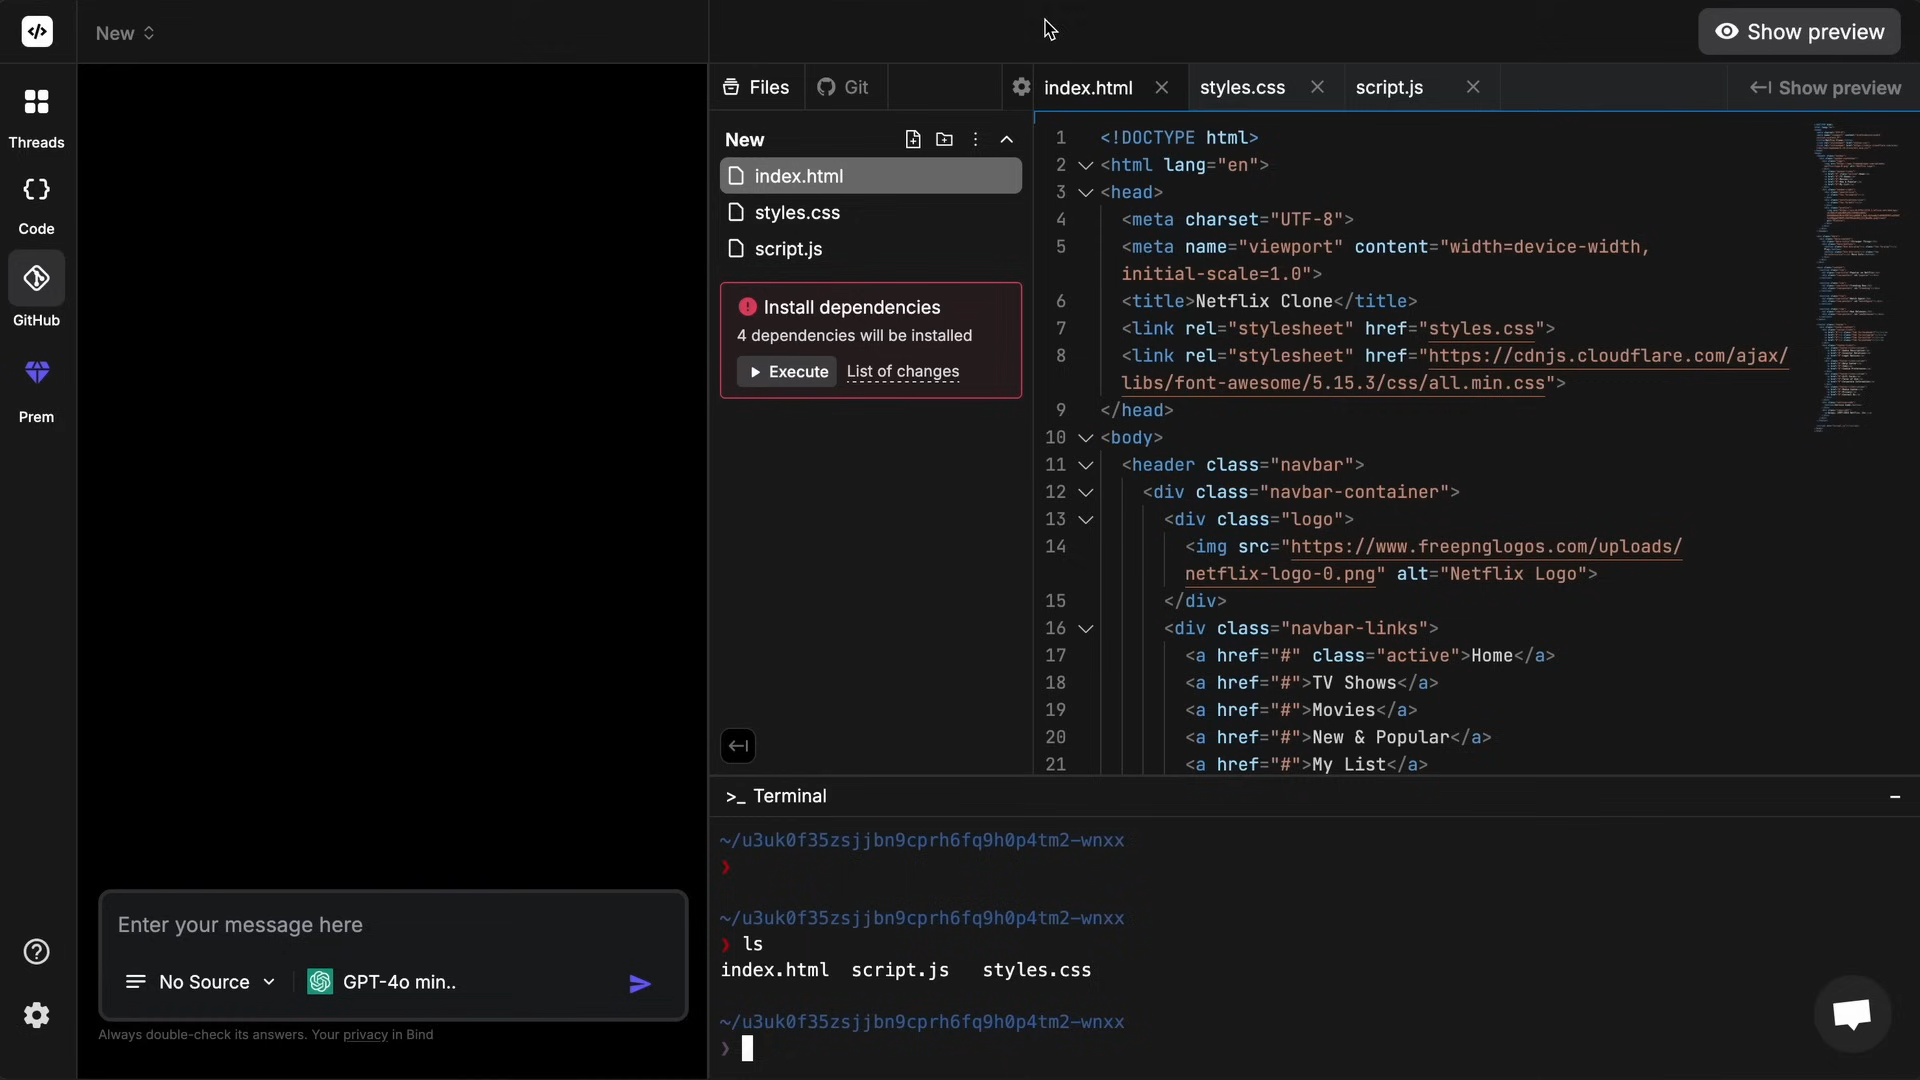 New
Show preview
Threads
Code
GitHub
Prem
Files
Git
New
index.html
styles.css
script.js
Install dependencies
4 dependencies will be installed
Execute
List of changes
index.html
styles.css
script.js
Show preview
1 <!DOCTYPE html>
2 <html lang="en">
3 <head>
4 <meta charset="UTF-8">
5 <meta name="viewport" content="width=device-width,
initial-scale=1.0">
6 <title>Netflix Clone</title>
7 <link rel="stylesheet" href="styles.css">
8 <link rel="stylesheet" href="https://cdnjs.cloudflare.com/ajax/
libs/font-awesome/5.15.3/css/all.min.css">
9 </head>
10 <body>
11 <header class="navbar">
12 <div class="navbar-container">
13 <div class="logo">
14 <img src="https://www.freepnglogos.com/uploads/
netflix-logo-0.png" alt="Netflix Logo">
15 </div>
16 <div class="navbar-links">
17 <a href="#" class="active">Home</a>
18 <a href="#">TV Shows</a>
19 <a href="#">Movies</a>
20 <a href="#">New & Popular</a>
21 <a href="#">My List</a>
>_ Terminal
~/u3uk0f35zsjjbn9cprh6fq9h0p4tm2-wnxx
❯
~/u3uk0f35zsjjbn9cprh6fq9h0p4tm2-wnxx
❯ ls
index.html script.js styles.css
~/u3uk0f35zsjjbn9cprh6fq9h0p4tm2-wnxx
❯
Enter your message here
No Source
GPT-4o min..
Always double-check its answers. Your privacy in Bind